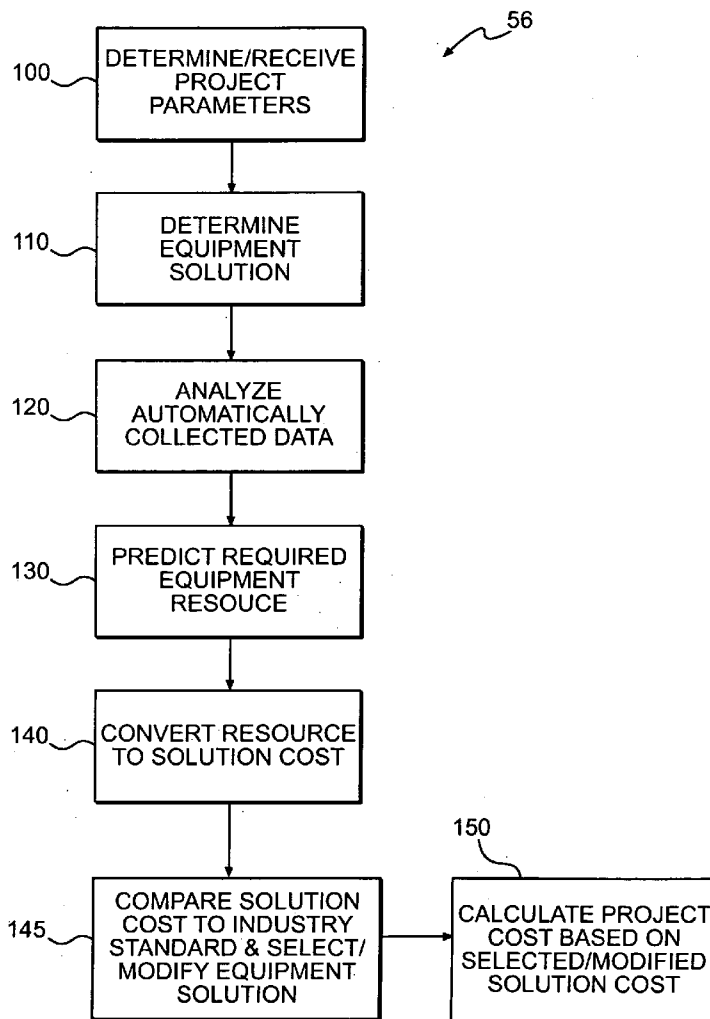 56
100
DETERMINE/RECEIVE
PROJECT
PARAMETERS
110
DETERMINE
EQUIPMENT
SOLUTION
120
ANALYZE
AUTOMATICALLY
COLLECTED DATA
130
PREDICT REQUIRED
EQUIPMENT
RESOUCE
140
CONVERT RESOURCE
TO SOLUTION COST
145
COMPARE SOLUTION
COST TO INDUSTRY
STANDARD & SELECT/
MODIFY EQUIPMENT
SOLUTION
150
CALCULATE PROJECT
COST BASED ON
SELECTED/MODIFIED
SOLUTION COST